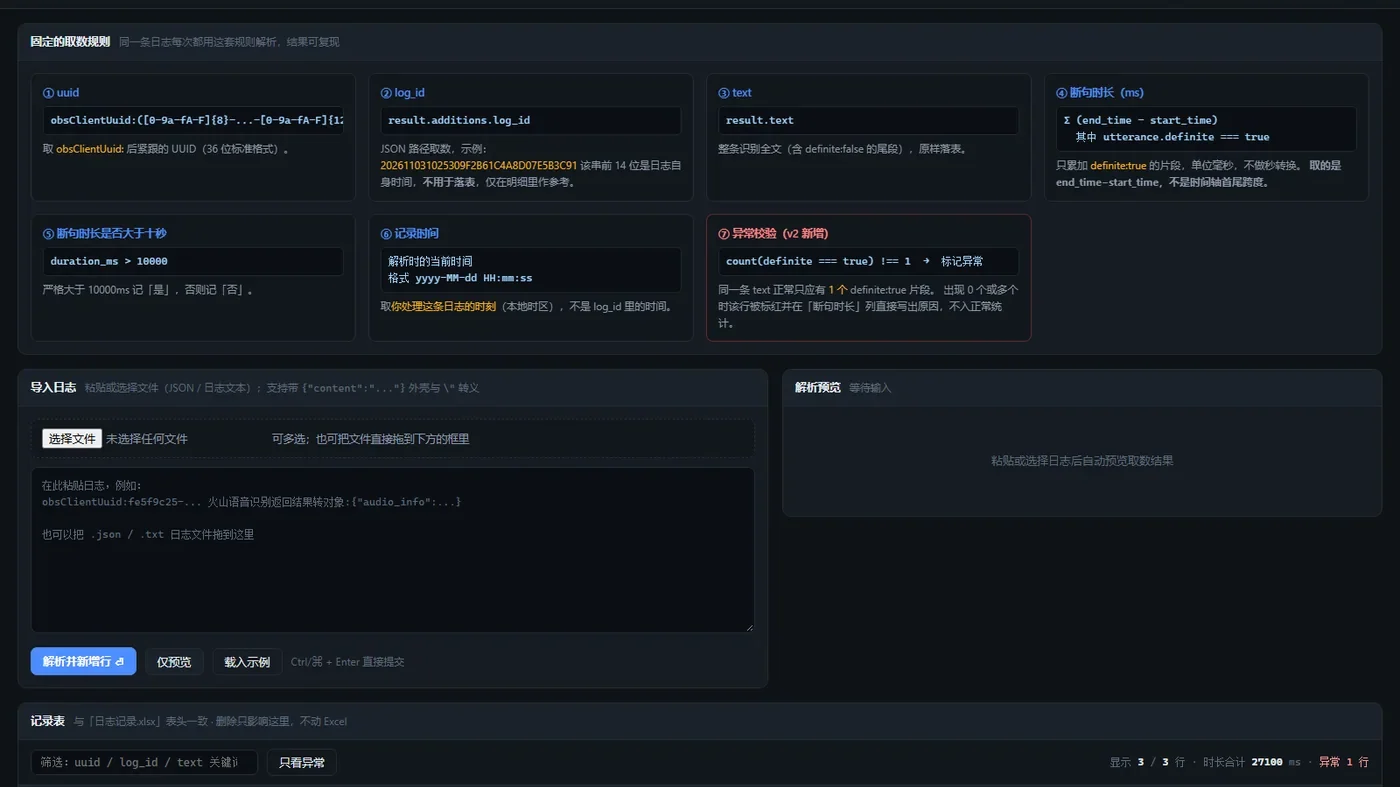 固定的取数规则 同一条日志每次都用这套规则解析，结果可复现
① uuid
obsClientUuid:([0-9a-fA-F]{8}-...-[0-9a-fA-F]{12
取 obsClientUuid: 后紧跟的 UUID（36 位标准格式）。
② log_id
result.additions.log_id
JSON 路径取数，示例：
202611031025309F2B61C4A8D07E5B3C91 该串前 14 位是日志自
身时间，不用于落表，仅在明细里作参考。
③ text
result.text
整条识别全文（含 definite:false 的尾段），原样落表。
④ 断句时长（ms）
Σ (end_time - start_time)
其中 utterance.definite === true
只累加 definite:true 的片段，单位毫秒，不做秒转换。 取的是
end_time-start_time，不是时间轴首尾跨度。
⑤ 断句时长是否大于十秒
duration_ms > 10000
严格大于 10000ms 记「是」，否则记「否」。
⑥ 记录时间
解析时的当前时间
格式 yyyy-MM-dd HH:mm:ss
取你处理这条日志的时刻（本地时区），不是 log_id 里的时间。
⑦ 异常校验（v2 新增）
count(definite === true) !== 1 → 标记异常
同一条 text 正常只应有 1 个 definite:true 片段。 出现 0 个或多个
时该行被标红并在「断句时长」列直接写出原因，不入正常统
计。
导入日志 粘贴或选择文件（JSON / 日志文本）：支持带 {"content":"..."} 外壳与 \" 转义
选择文件 未选择任何文件 可多选；也可把文件直接拖到下方的框里
在此粘贴日志，例如：
obsClientUuid:fe5f9c25-... 火山语音识别返回结果转对象:{"audio_info":...}
也可以把 .json / .txt 日志文件拖到这里
解析并新增行 ⏎ 仅预览 载入示例 Ctrl/⌘ + Enter 直接提交
解析预览 等待输入
粘贴或选择日志后自动预览取数结果
记录表 与「日志记录.xlsx」表头一致 · 删除只影响这里，不动 Excel
筛选：uuid / log_id / text 关键 只看异常 显示 3 / 3 行 · 时长合计 27100 ms · 异常 1 行